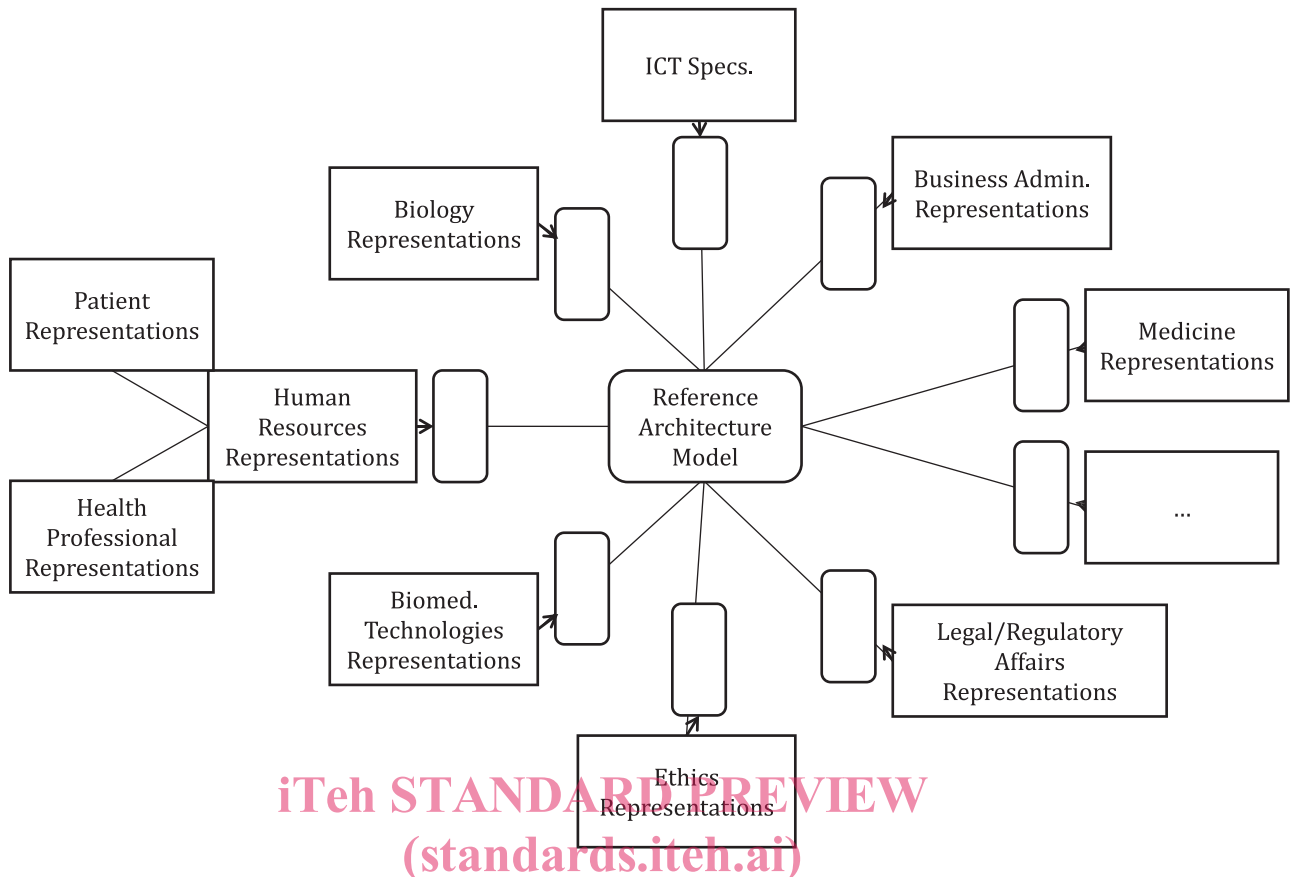 ICT Specs.
Business Admin.
Representations
Biology
Representations
Patient
Representations
Medicine
Representations
Human
Resources
Representations
Reference
Architecture
Model
Health
Professional
Representations
...
Biomed.
Technologies
Representations
Legal/Regulatory
Affairs
Representations
Ethics
Representations
iTeh STANDARD PREVIEW
(standards.iteh.ai)